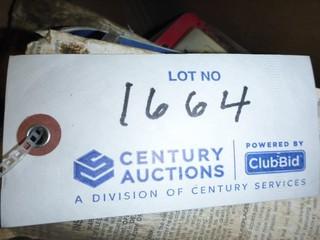 LOT NO
1664
CENTURY AUCTIONS
POWERED BY
ClubBid
A DIVISION OF CENTURY SERVICES